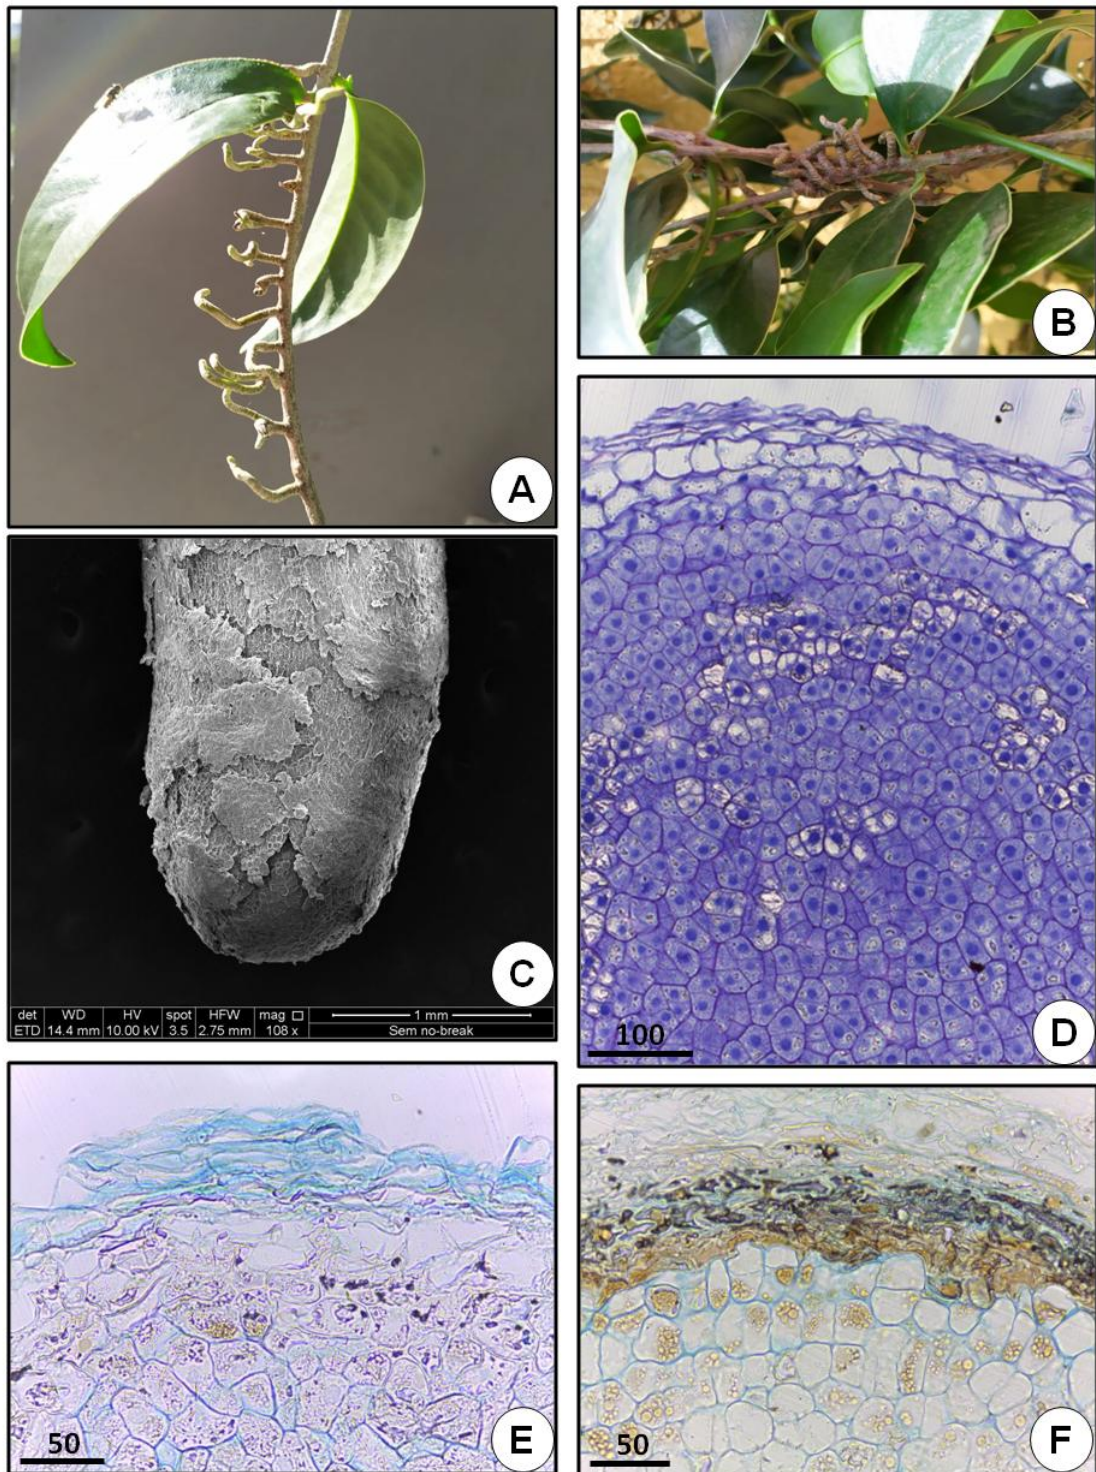 A
B
C
det WD HV spot HFW mag □ 1 mm
ETD 14.4 mm 10.00 kV 3.5 2.75 mm 108 x Sem no-break
100
D
50
E
50
F